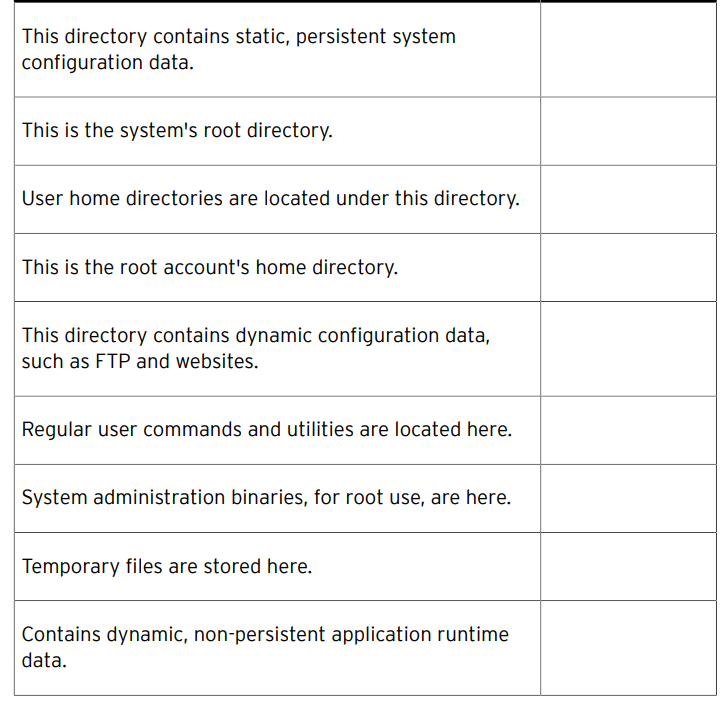 This directory contains static, persistent system
configuration data.
This is the system's root directory.
User home directories are located under this directory.
This is the root account's home directory.
This directory contains dynamic configuration data,
such as FTP and websites.
Regular user commands and utilities are located here.
System administration binaries, for root use, are here.
Temporary files are stored here.
Contains dynamic, non-persistent application runtime
data.